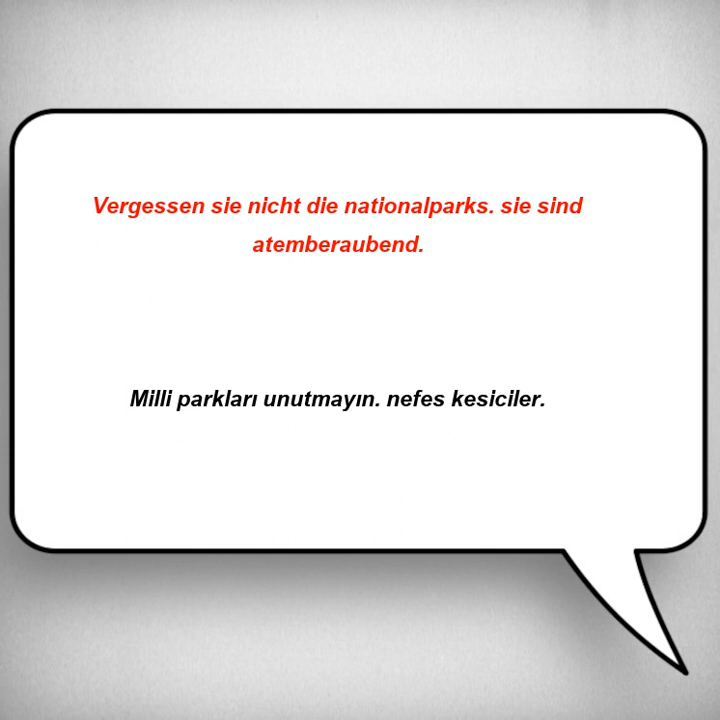 Vergessen sie nicht die nationalparks. sie sind
atemberaubend.
Milli parkları unutmayın. nefes kesiciler.